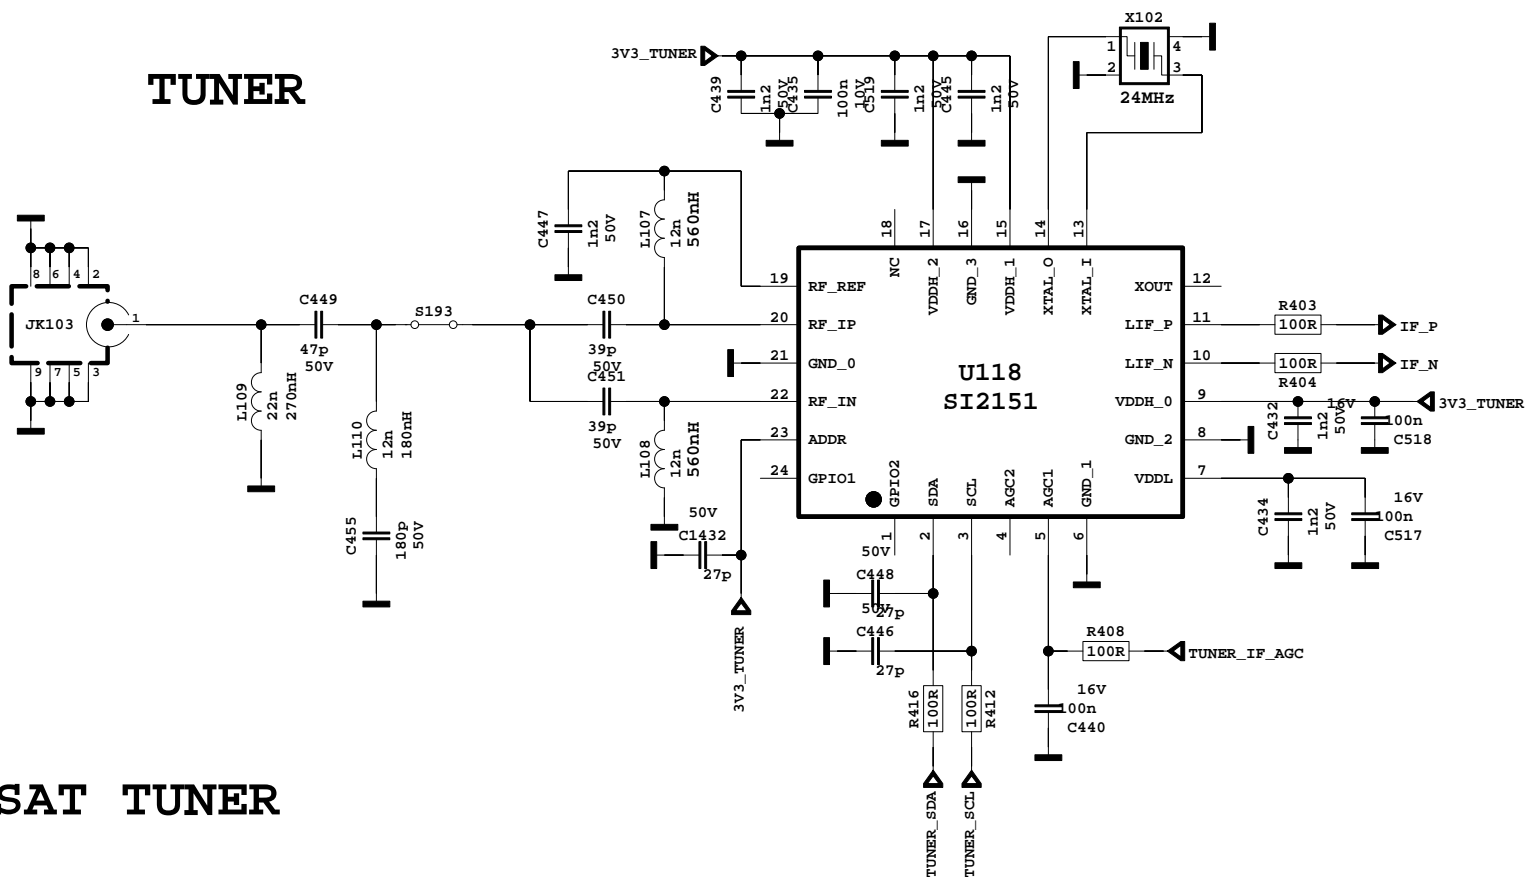 TUNER
3V3_TUNER
C439
1n2
50V
C435
100n
10V
C519
1n2
50V
C445
1n2
50V
X102
1
4
2
3
24MHz
C447
1n2
50V
L107
12n
560nH
8
6
4
2
JK103
1
9
7
5
3
L109
22n
270nH
C449
47p
50V
L110
12n
180nH
C455
180p
50V
S193
C450
39p
50V
C451
39p
50V
L108
12n
560nH
50V
C1432
27p
3V3_TUNER
18
17
16
15
14
13
NC
VDDH_2
GND_3
VDDH_1
XTAL_O
XTAL_I
19
RF_REF
20
RF_IP
21
GND_0
22
RF_IN
23
ADDR
24
GPIO1
U118
SI2151
XOUT
12
LIF_P
11
LIF_N
10
VDDH_0
9
GND_2
8
VDDL
7
GPIO2
SDA
SCL
AGC2
AGC1
GND_1
1
2
3
4
5
6
R403
100R
IF_P
100R
R404
IF_N
3V3_TUNER
C432
1n2
50V
16V
100n
C518
C434
1n2
50V
16V
100n
C517
50V
C448
27p
50V
C446
27p
R416
100R
100R
R412
R408
100R
TUNER_IF_AGC
16V
100n
C440
TUNER_SDA
TUNER_SCL
SAT TUNER